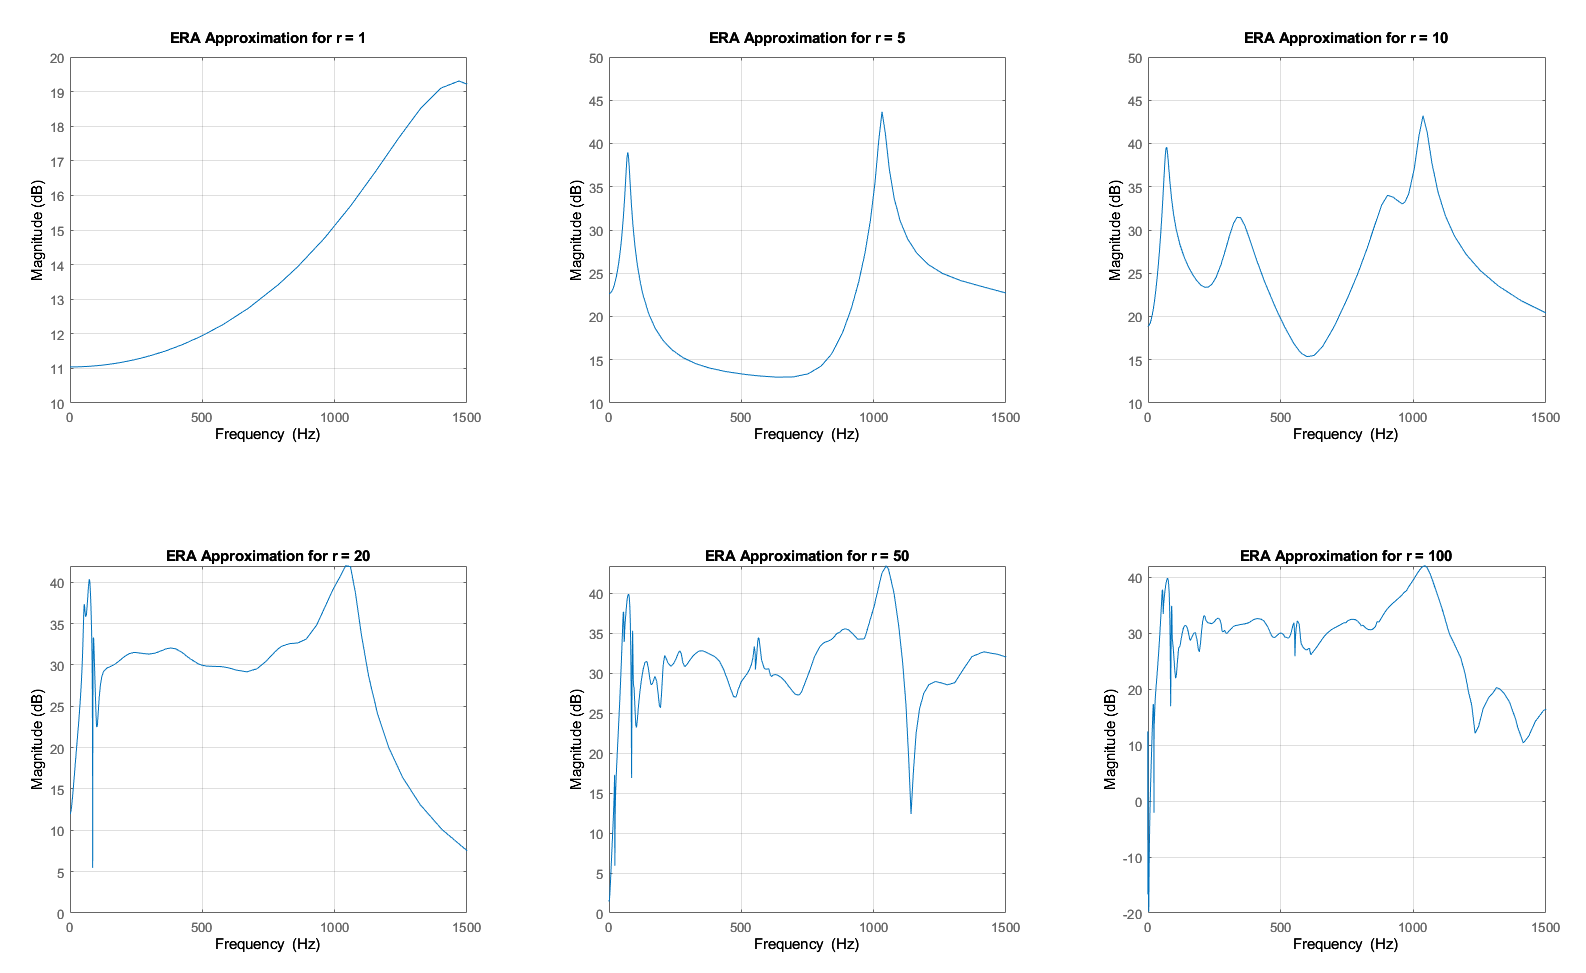 ERA Approximation for r = 1
20
19
18
17
16
15
14
13
12
11
10
Magnitude (dB)
0 500 1000 1500
Frequency (Hz)
ERA Approximation for r = 5
50
45
40
35
30
25
20
15
10
Magnitude (dB)
0 500 1000 1500
Frequency (Hz)
ERA Approximation for r = 10
50
45
40
35
30
25
20
15
10
Magnitude (dB)
0 500 1000 1500
Frequency (Hz)
ERA Approximation for r = 20
40
35
30
25
20
15
10
5
0
Magnitude (dB)
0 500 1000 1500
Frequency (Hz)
ERA Approximation for r = 50
40
35
30
25
20
15
10
5
0
Magnitude (dB)
0 500 1000 1500
Frequency (Hz)
ERA Approximation for r = 100
40
30
20
10
0
-10
-20
Magnitude (dB)
0 500 1000 1500
Frequency (Hz)